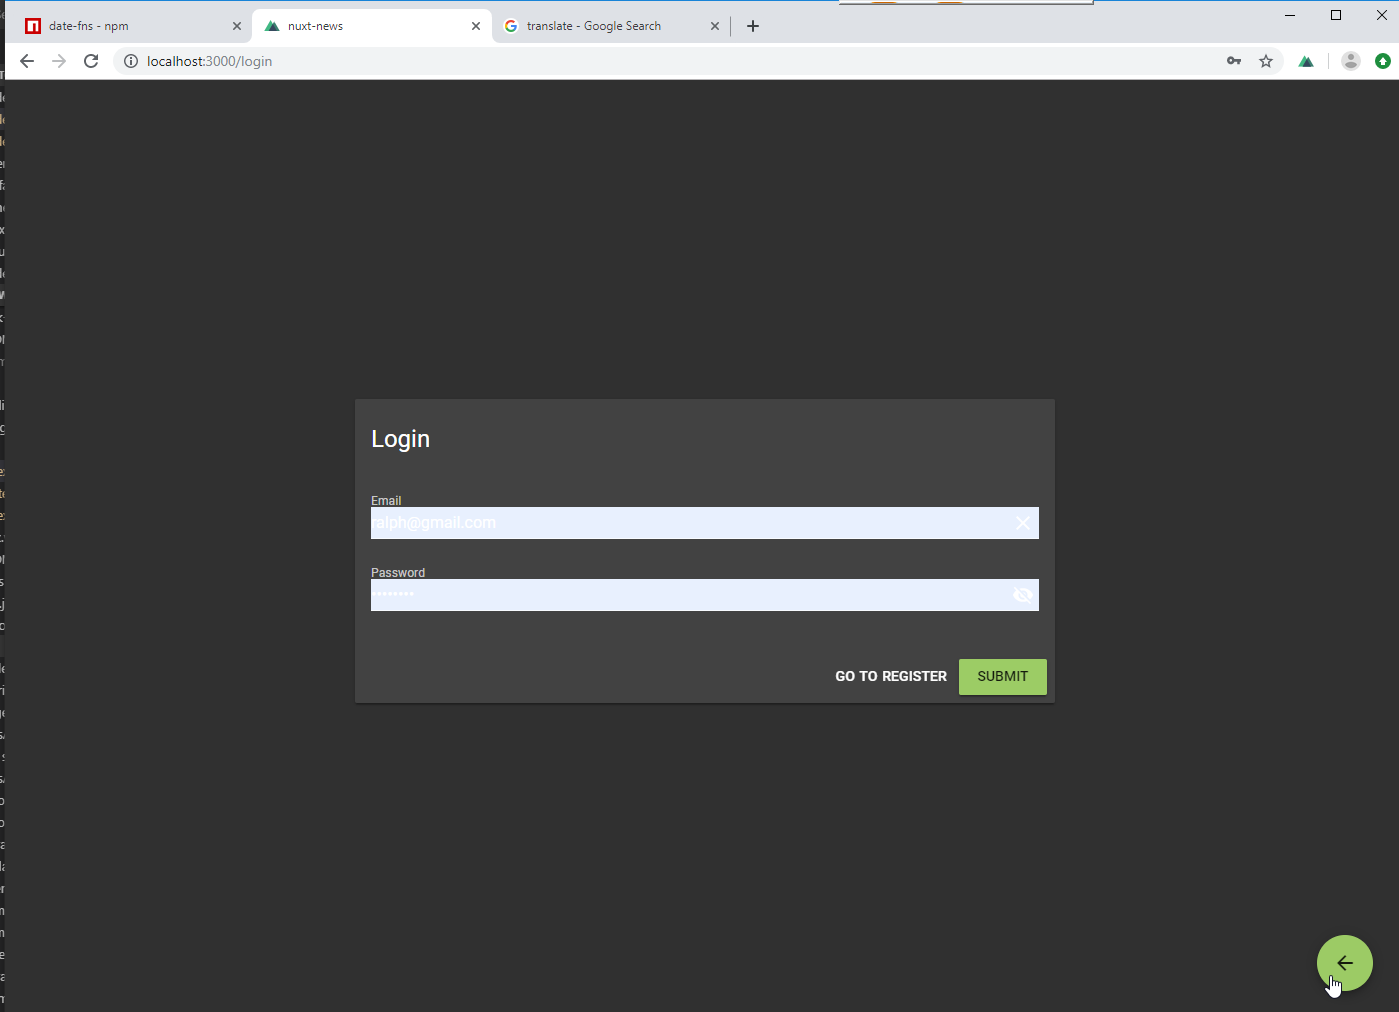 date-fns - npm
nuxt-news
translate - Google Search
localhost:3000/login
Login
Email
ralph@gmail.com
Password
GO TO REGISTER
SUBMIT